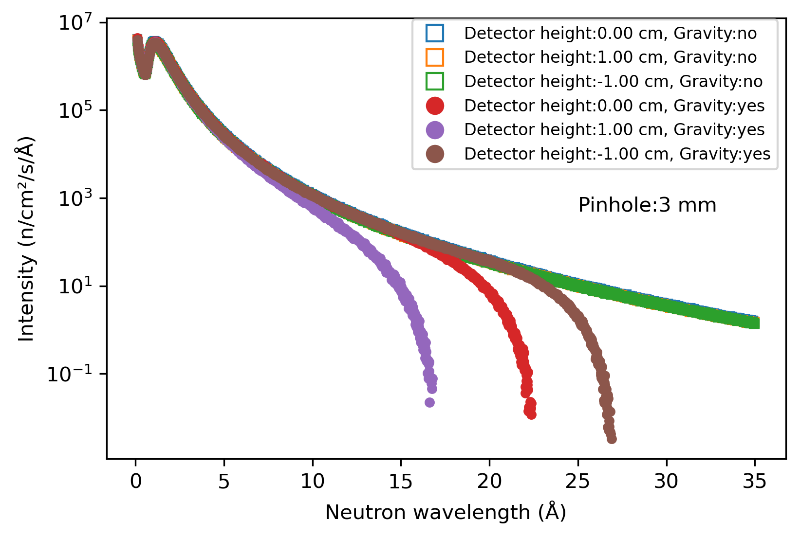 10⁷
10⁵
10³
10¹
10⁻¹
Intensity (n/cm²/s/Å)
Detector height:0.00 cm, Gravity:no
Detector height:1.00 cm, Gravity:no
Detector height:-1.00 cm, Gravity:no
Detector height:0.00 cm, Gravity:yes
Detector height:1.00 cm, Gravity:yes
Detector height:-1.00 cm, Gravity:yes
Pinhole:3 mm
0 5 10 15 20 25 30 35
Neutron wavelength (Å)